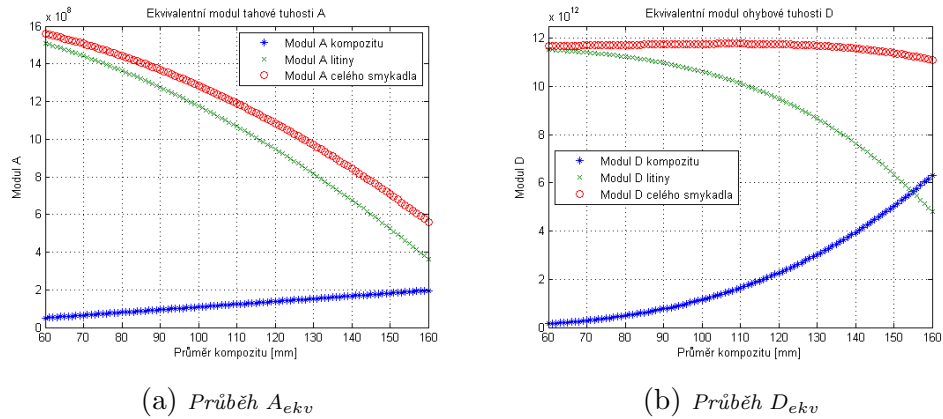 Ekvivalentní modul tahové tuhosti A
x 10^8
16
14
12
10
8
6
4
2
0
Modul A
Modul A kompozitu
Modul A litiny
Modul A celého smykadla
60 70 80 90 100 110 120 130 140 150 160
Průměr kompozitu [mm]
(a) Průběh A_ekv
Ekvivalentní modul ohybové tuhosti D
x 10^12
12
10
8
6
4
2
0
Modul D
Modul D kompozitu
Modul D litiny
Modul D celého smykadla
60 70 80 90 100 110 120 130 140 150 160
Průměr kompozitu [mm]
(b) Průběh D_ekv